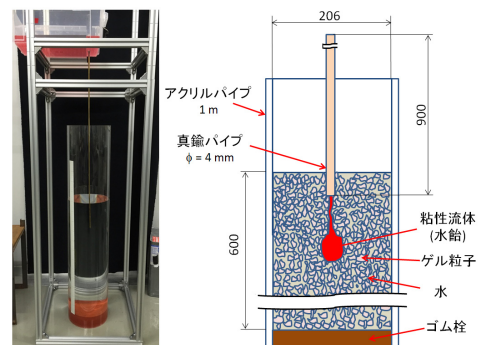 206
アクリルパイプ
1 m
真鍮パイプ
ϕ = 4 mm
900
600
粘性流体
(水飴)
ゲル粒子
水
ゴム栓